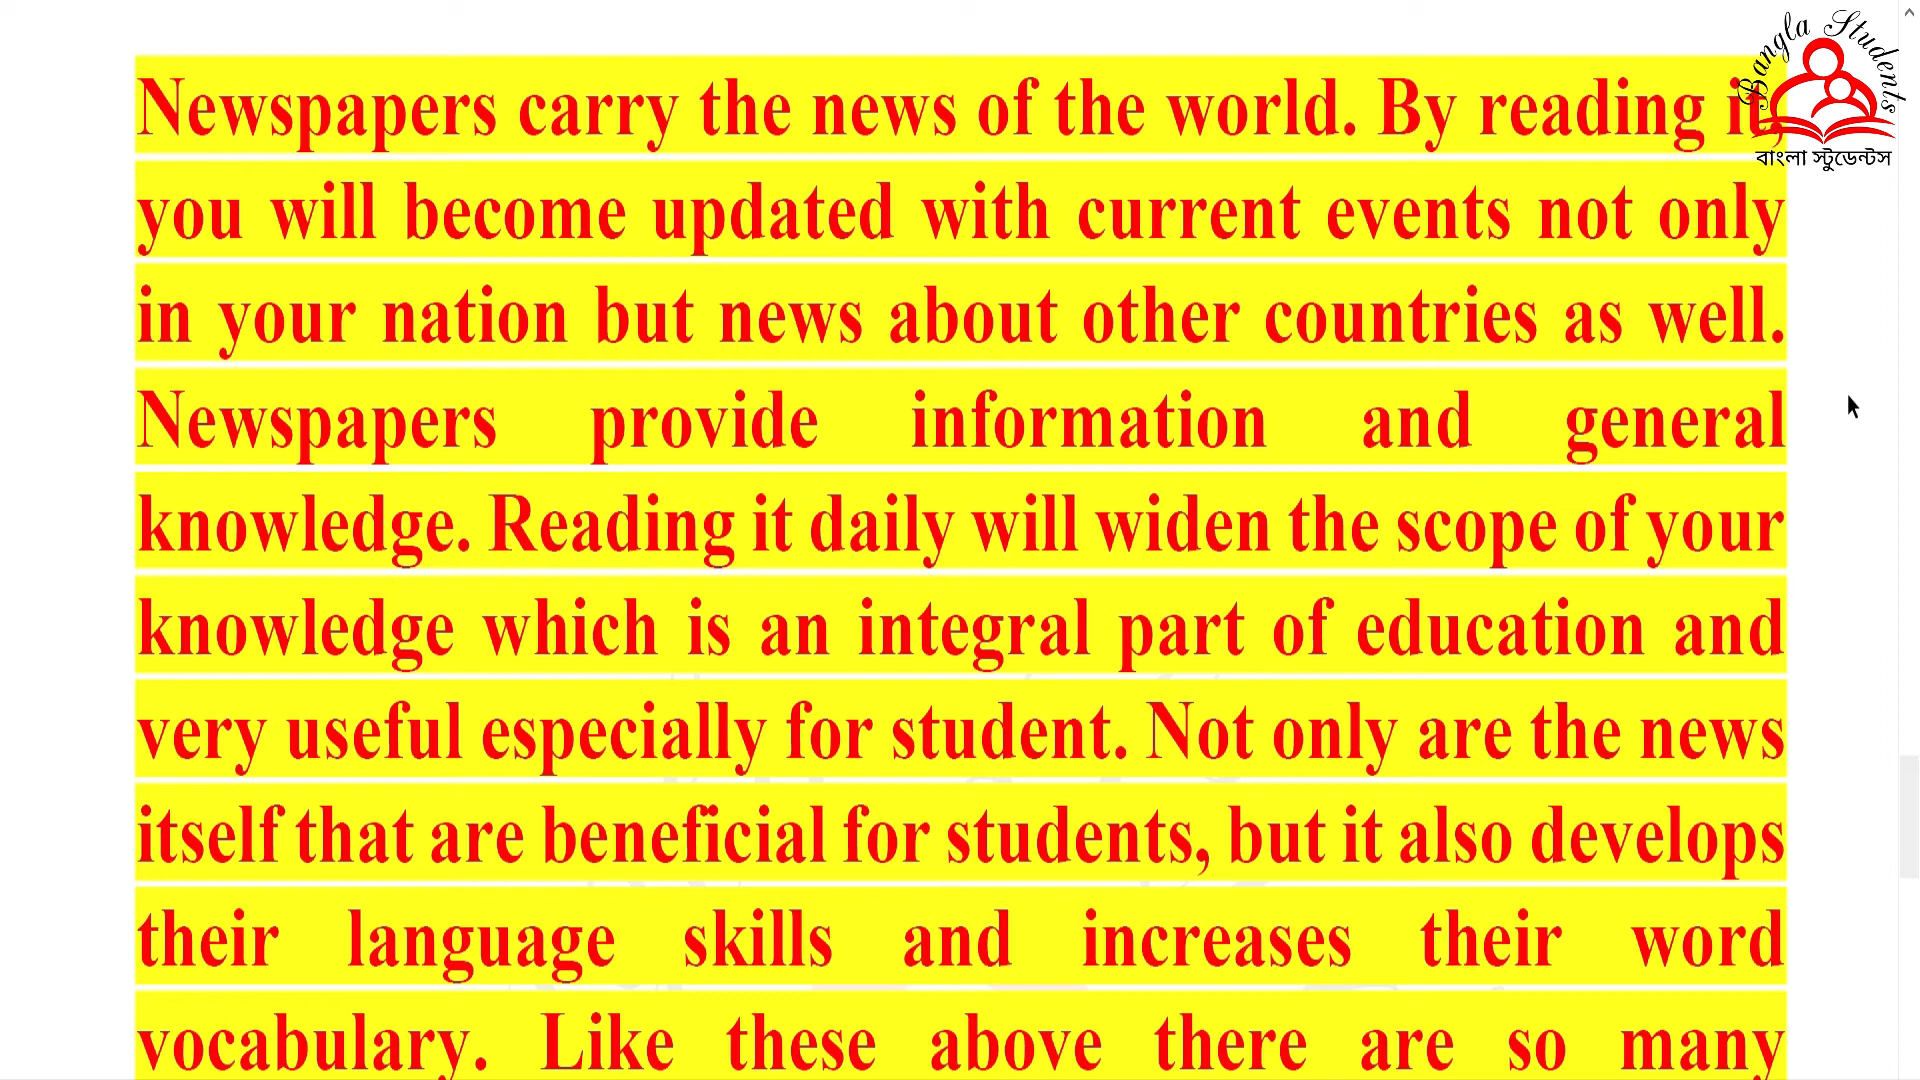 Bangla Students
বাংলা স্টুডেন্টস
Newspapers carry the news of the world. By reading it,
you will become updated with current events not only
in your nation but news about other countries as well.
Newspapers provide information and general
knowledge. Reading it daily will widen the scope of your
knowledge which is an integral part of education and
very useful especially for student. Not only are the news
itself that are beneficial for students, but it also develops
their language skills and increases their word
vocabulary. Like these above there are so many